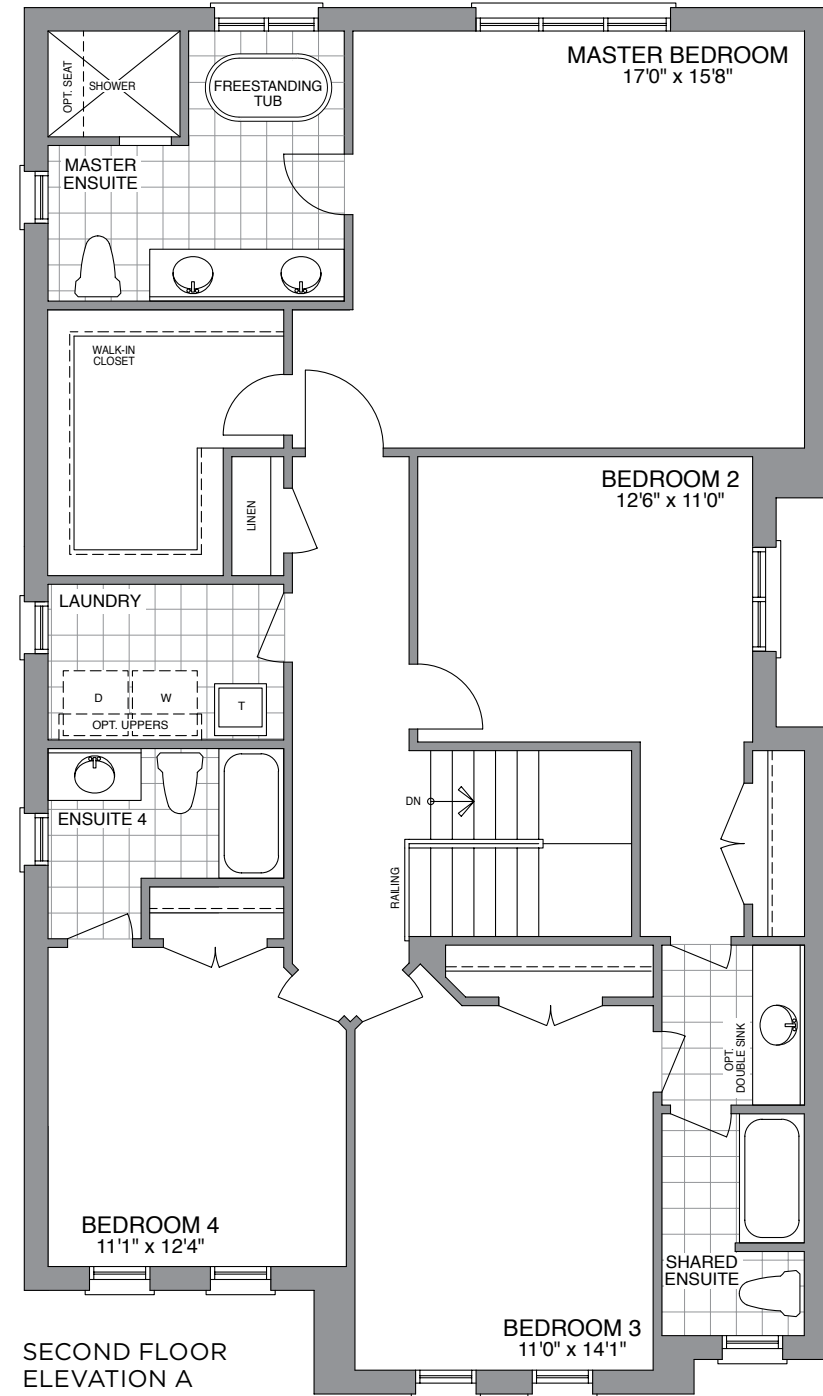 MASTER BEDROOM
17'0" x 15'8"
OPT. SEAT
SHOWER
FREESTANDING
TUB
MASTER
ENSUITE
WALK-IN
CLOSET
BEDROOM 2
12'6" x 11'0"
LINEN
LAUNDRY
D
W
T
OPT. UPPERS
ENSUITE 4
DN
RAILING
OPT.
DOUBLE SINK
BEDROOM 4
11'1" x 12'4"
SHARED
ENSUITE
BEDROOM 3
11'0" x 14'1"
SECOND FLOOR
ELEVATION A